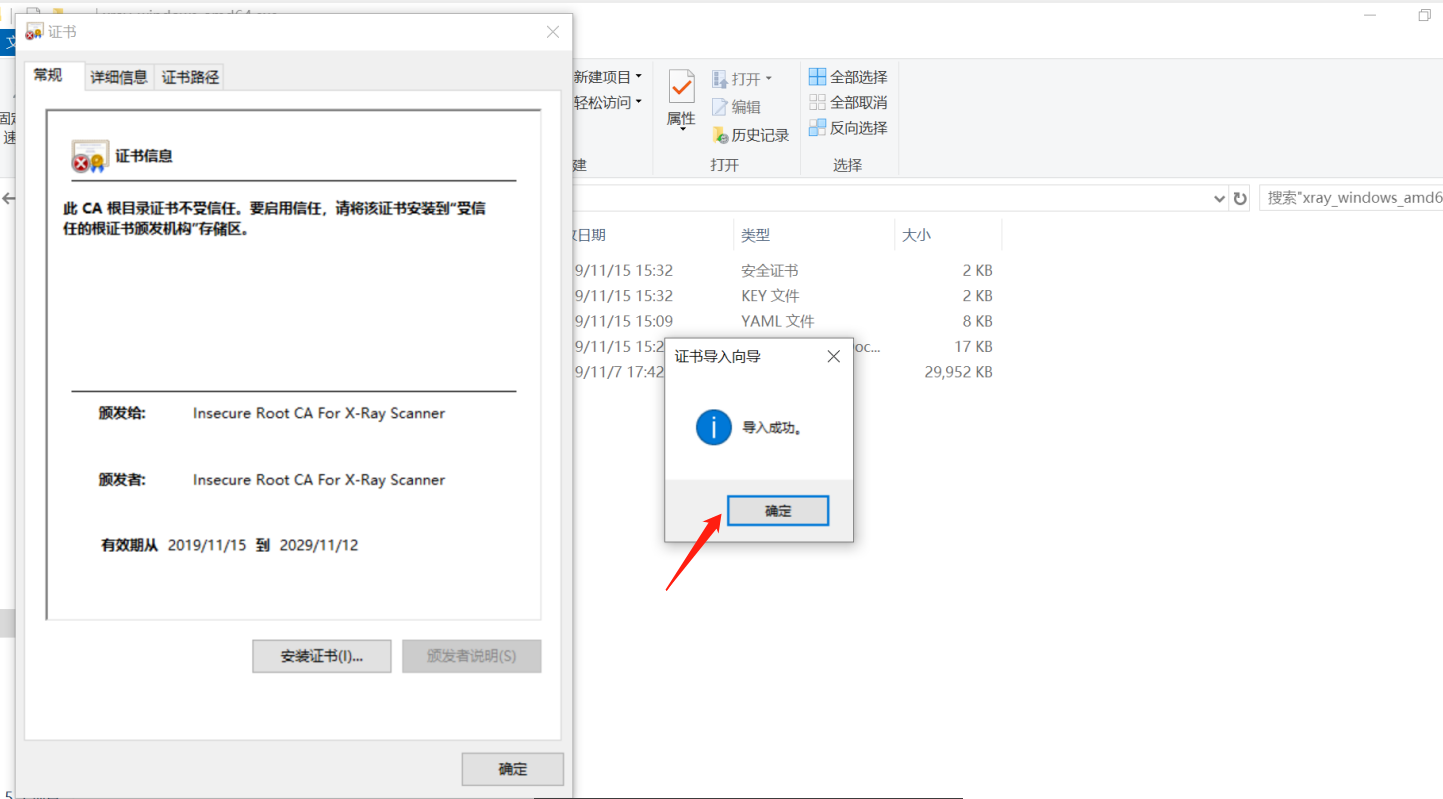 证书
常规
详细信息
证书路径
证书信息
此 CA 根目录证书不受信任。要启用信任，请将该证书安装到“受信
任的根证书颁发机构”存储区。
颁发给: Insecure Root CA For X-Ray Scanner
颁发者: Insecure Root CA For X-Ray Scanner
有效期从 2019/11/15 到 2029/11/12
安装证书(I)...
颁发者说明(S)
确定
新建项目
轻松访问
建
属性
打开
编辑
历史记录
打开
全部选择
全部取消
反向选择
选择
搜索"xray_windows_amd6
日期 类型 大小
9/11/15 15:32 安全证书 2 KB
9/11/15 15:32 KEY 文件 2 KB
9/11/15 15:09 YAML 文件 8 KB
9/11/15 15:2 oc... 17 KB
9/11/7 17:42 29,952 KB
证书导入向导
导入成功。
确定